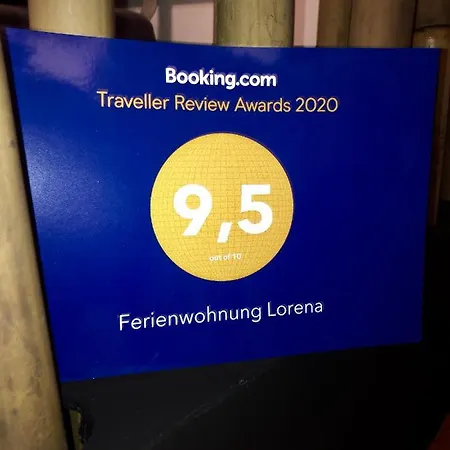 Booking.com
Traveller Review Awards 2020
9,5
out of 10
Ferienwohnung Lorena